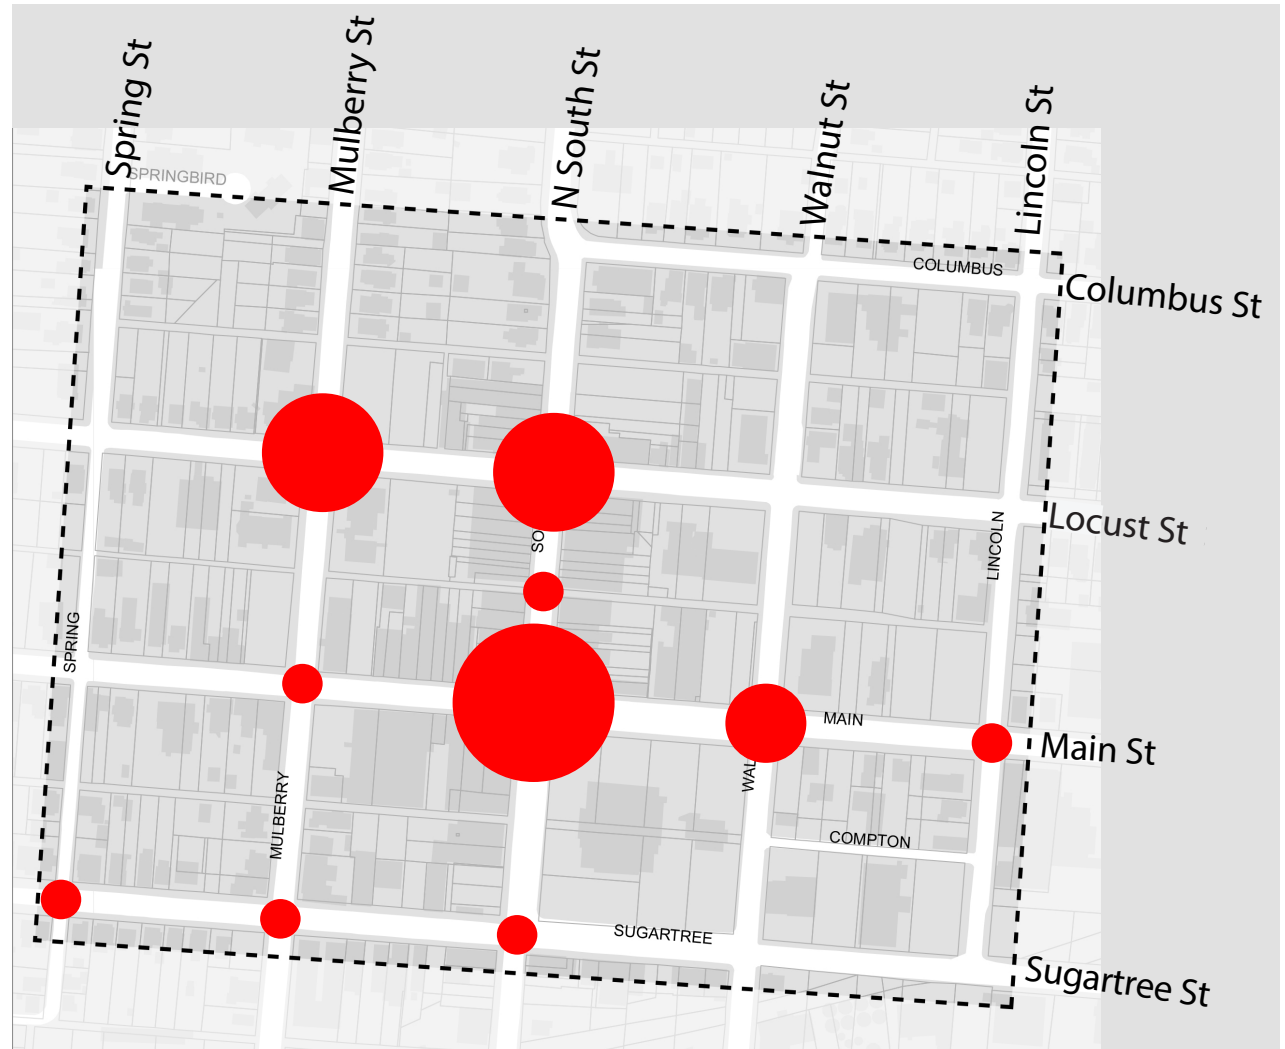 Spring St
Mulberry St
N South St
Walnut St
Lincoln St
SPRINGBIRD
COLUMBUS
Columbus St
SO
LINCOLN
Locust St
SPRING
MAIN
Main St
WAL
MULBERRY
COMPTON
SUGARTREE
Sugartree St